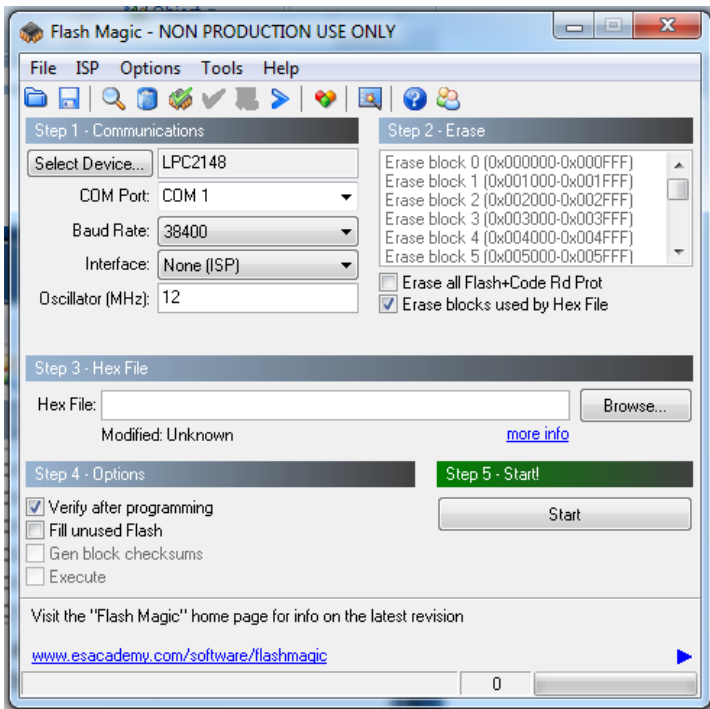 Flash Magic - NON PRODUCTION USE ONLY
File ISP Options Tools Help
Step 1 - Communications
Select Device... LPC2148
COM Port: COM 1
Baud Rate: 38400
Interface: None (ISP)
Oscillator (MHz): 12
Step 2 - Erase
Erase block 0 (0x000000-0x000FFF)
Erase block 1 (0x001000-0x001FFF)
Erase block 2 (0x002000-0x002FFF)
Erase block 3 (0x003000-0x003FFF)
Erase block 4 (0x004000-0x004FFF)
Erase block 5 (0x005000-0x005FFF)
Erase all Flash+Code Rd Prot
Erase blocks used by Hex File
Step 3 - Hex File
Hex File: Browse...
Modified: Unknown more info
Step 4 - Options
Verify after programming
Fill unused Flash
Gen block checksums
Execute
Step 5 - Start!
Start
Visit the "Flash Magic" home page for info on the latest revision
www.esacademy.com/software/flashmagic
0